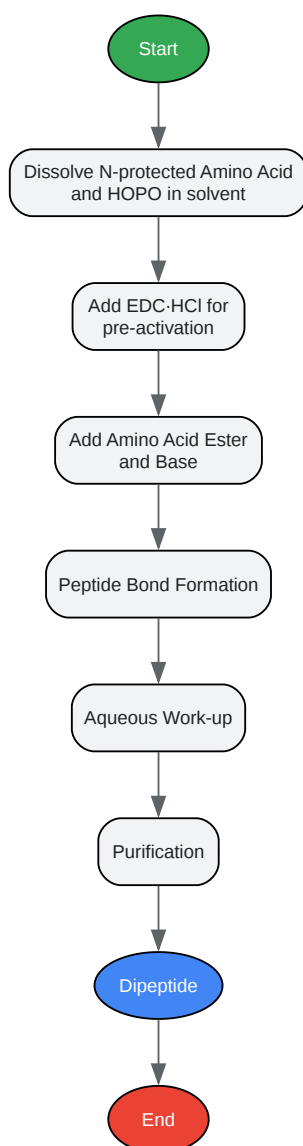 Start
Dissolve N-protected Amino Acid
and HOPO in solvent
Add EDC·HCl for
pre-activation
Add Amino Acid Ester
and Base
Peptide Bond Formation
Aqueous Work-up
Purification
Dipeptide
End